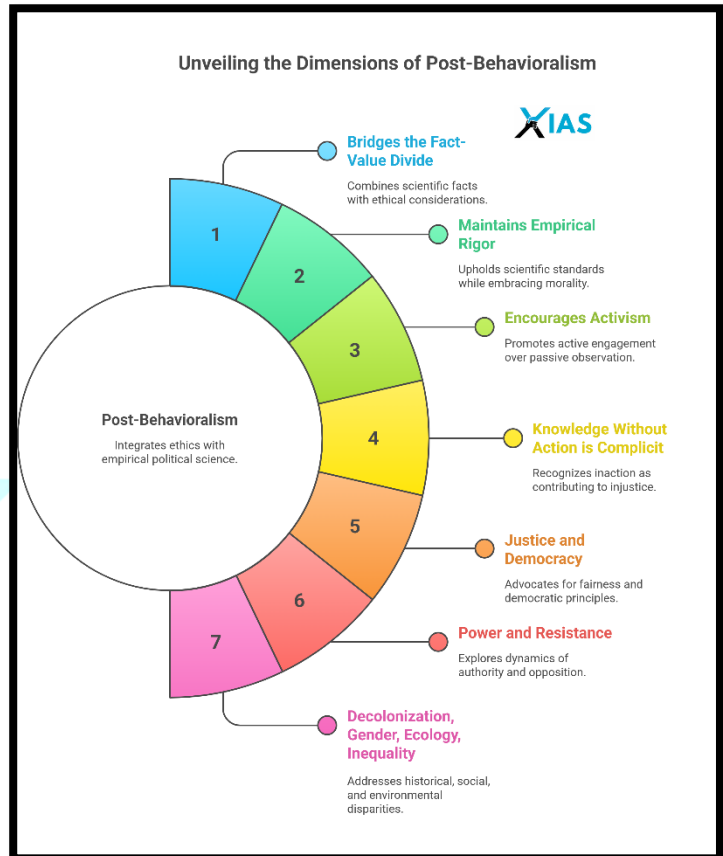 Unveiling the Dimensions of Post-Behavioralism
XIAS
Bridges the Fact-
Value Divide
Combines scientific facts
with ethical considerations.
1
Maintains Empirical
Rigor
Upholds scientific standards
while embracing morality.
2
Encourages Activism
Promotes active engagement
over passive observation.
3
Post-Behavioralism
Integrates ethics with
empirical political science.
4
Knowledge Without
Action is Complicit
Recognizes inaction as
contributing to injustice.
5
Justice and
Democracy
Advocates for fairness and
democratic principles.
6
Power and Resistance
Explores dynamics of
authority and opposition.
7
Decolonization,
Gender, Ecology,
Inequality
Addresses historical, social,
and environmental
disparities.